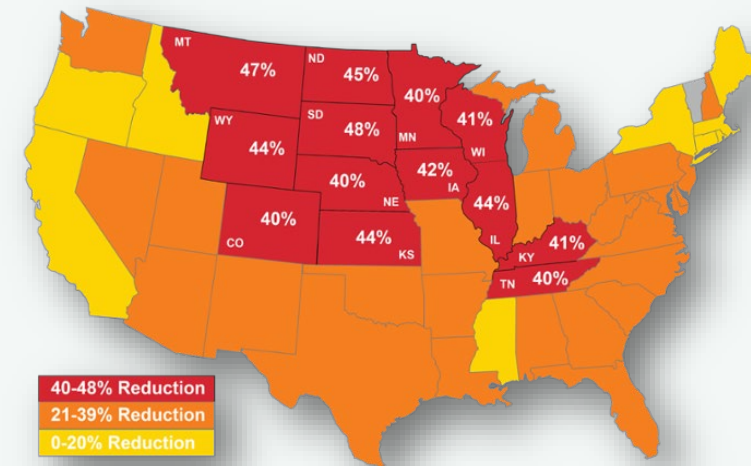 MT
47%
ND
45%
40%
MN
41%
WI
WY
44%
SD
48%
40%
NE
42%
IA
44%
IL
40%
CO
44%
KS
KY
41%
TN 40%
40-48% Reduction
21-39% Reduction
0-20% Reduction